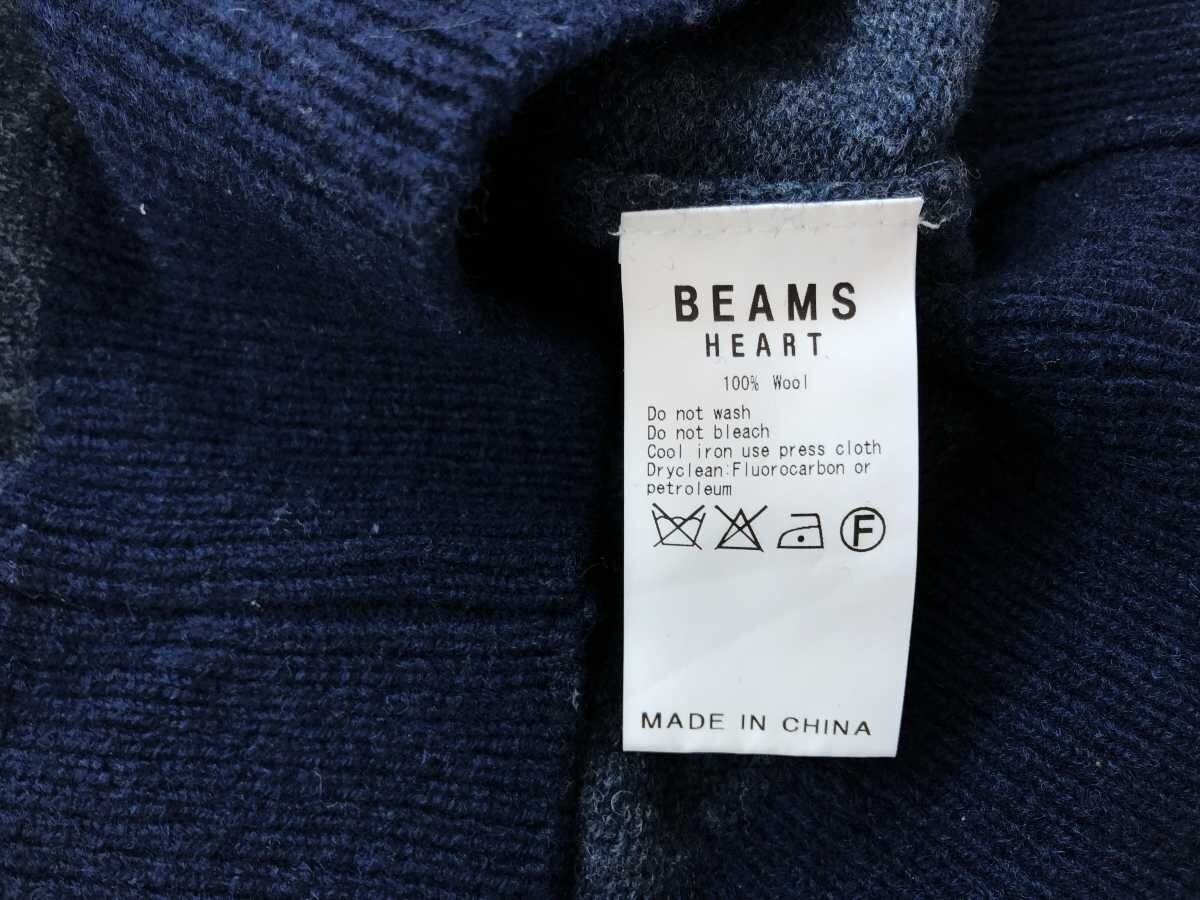 BEAMS
HEART
100% Wool
Do not wash
Do not bleach
Cool iron use press cloth
Dryclean:Fluorocarbon or
petroleum
F
MADE IN CHINA